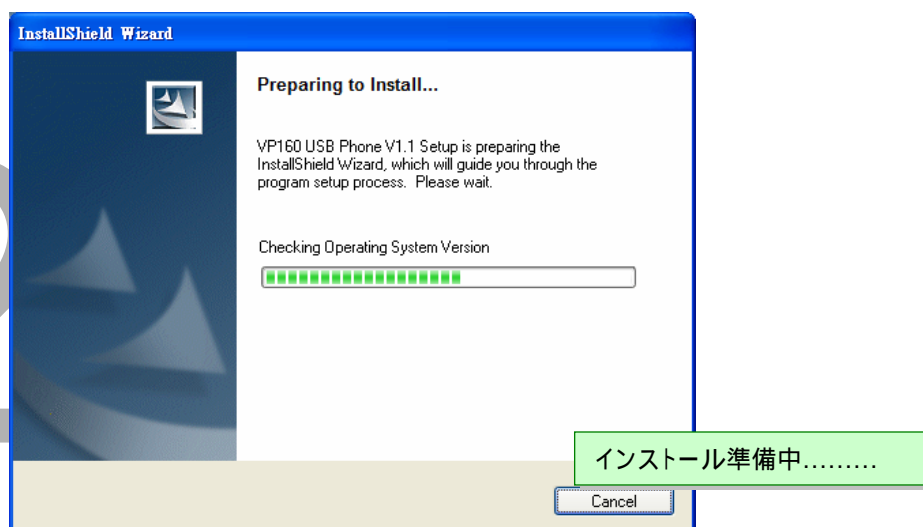 InstallShield Wizard
Preparing to Install...
VP160 USB Phone V1.1 Setup is preparing the
InstallShield Wizard, which will guide you through the
program setup process. Please wait.
Checking Operating System Version
インストール準備中.........
Cancel